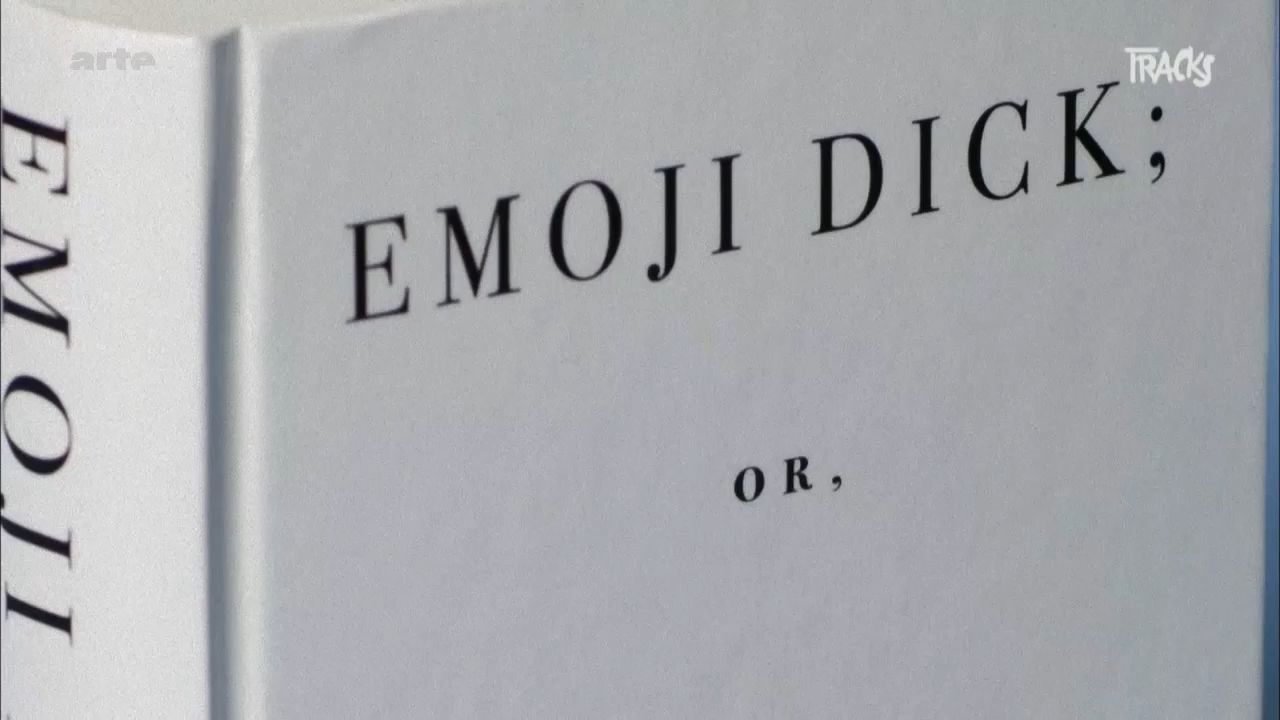 arte
TRACKS
EMOJI
EMOJI DICK;
OR,